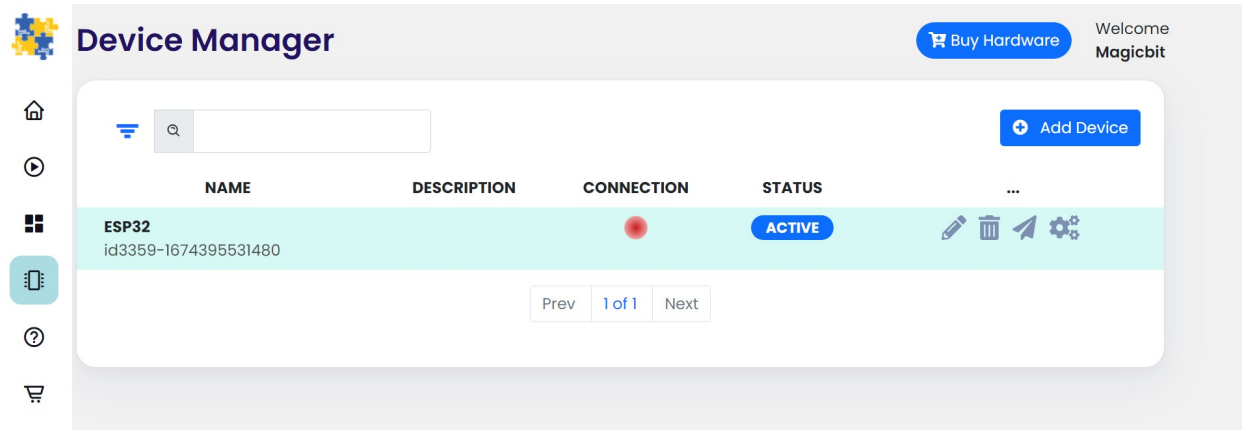 Device Manager
Buy Hardware
Welcome
Magicbit
Add Device
NAME DESCRIPTION CONNECTION STATUS ...
ESP32
id3359-1674395531480
ACTIVE
Prev 1 of 1 Next